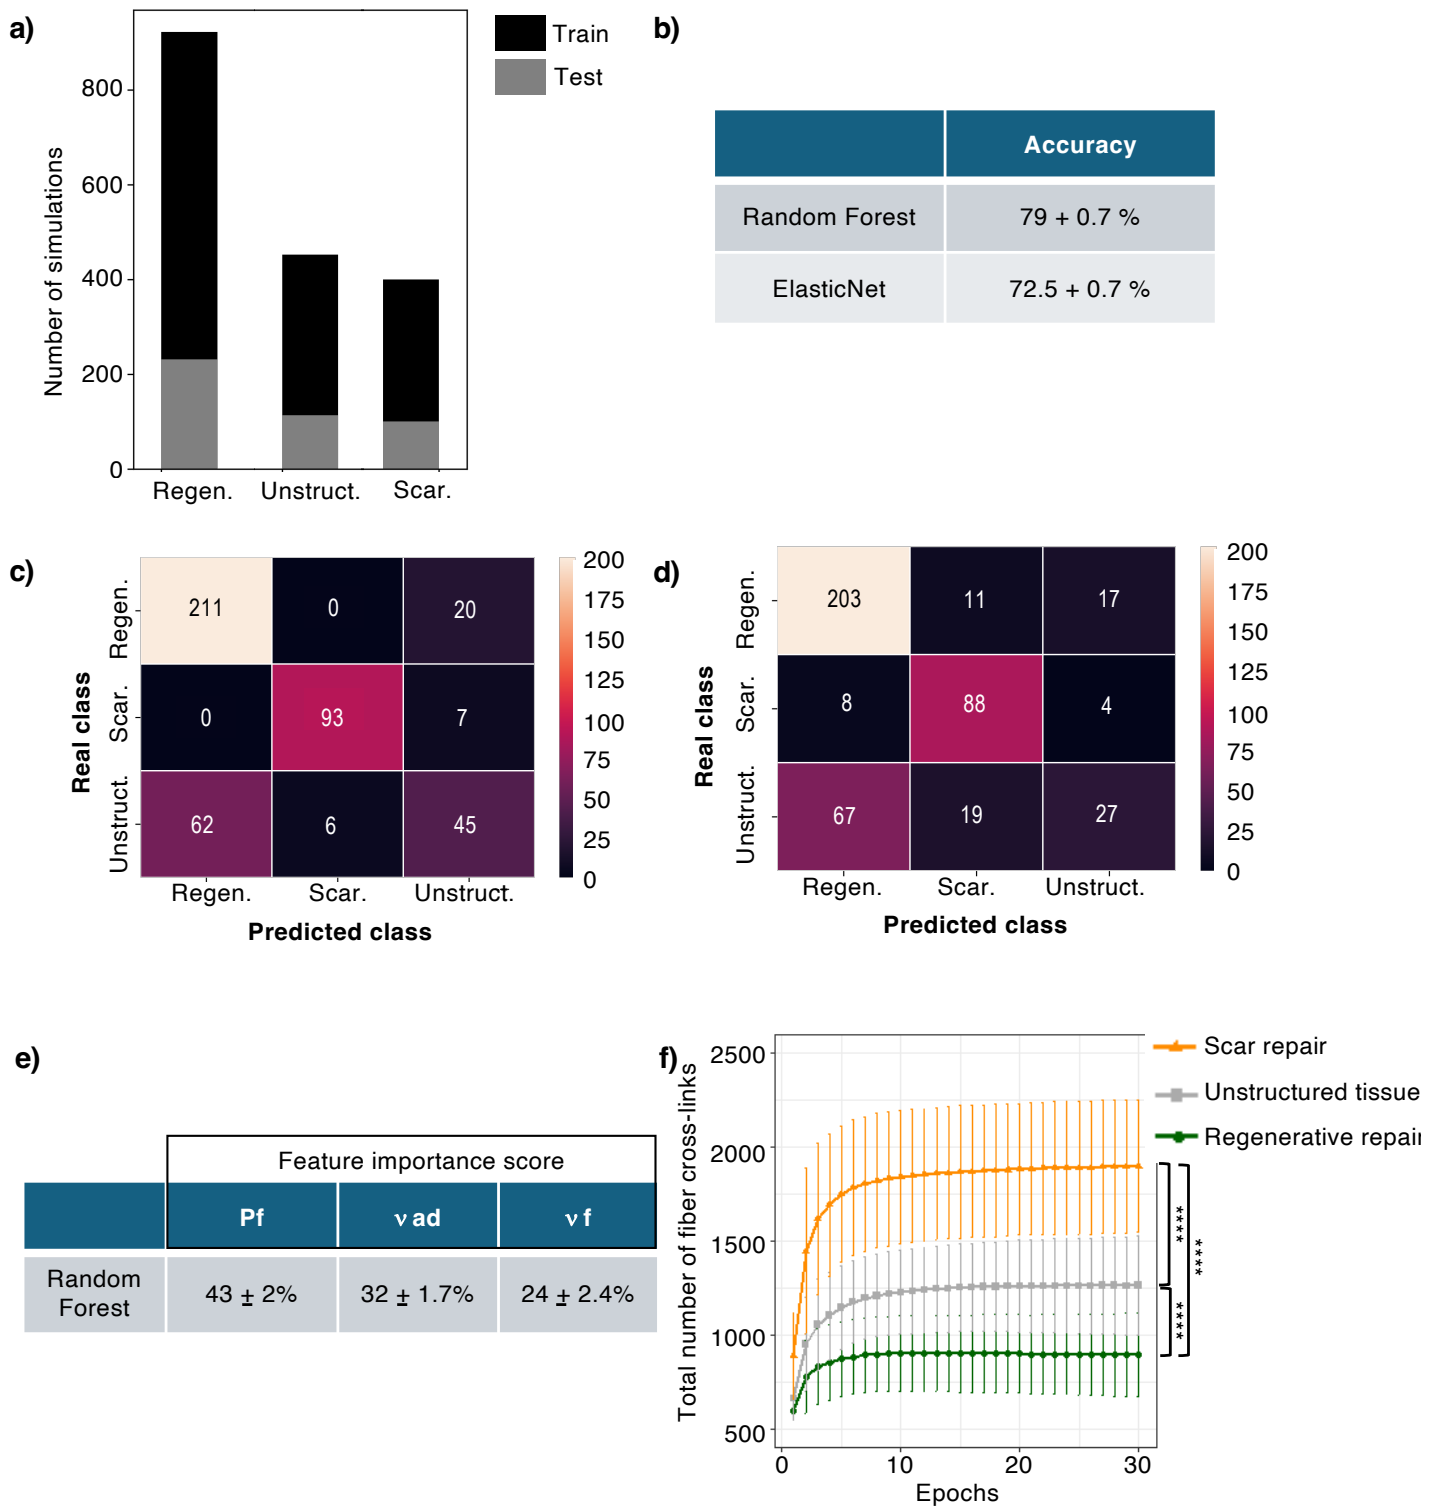 a)
Train
Test
800
600
400
200
0
Number of simulations
Regen. Unstruct. Scar.
b)
Accuracy
Random Forest 79 + 0.7 %
ElasticNet 72.5 + 0.7 %
c)
Real class
Regen. 211 0 20
Scar. 0 93 7
Unstruct. 62 6 45
Regen. Scar. Unstruct.
Predicted class
200
175
150
125
100
75
50
25
0
d)
Real class
Regen. 203 11 17
Scar. 8 88 4
Unstruct. 67 19 27
Regen. Scar. Unstruct.
Predicted class
200
175
150
125
100
75
50
25
0
e)
Feature importance score
Pf ν ad ν f
Random
Forest
43 ± 2% 32 ± 1.7% 24 ± 2.4%
f)
Total number of fiber cross-links
2500
2000
1500
1000
500
0 10 20 30
Epochs
Scar repair
Unstructured tissue
Regenerative repair
****
****
****